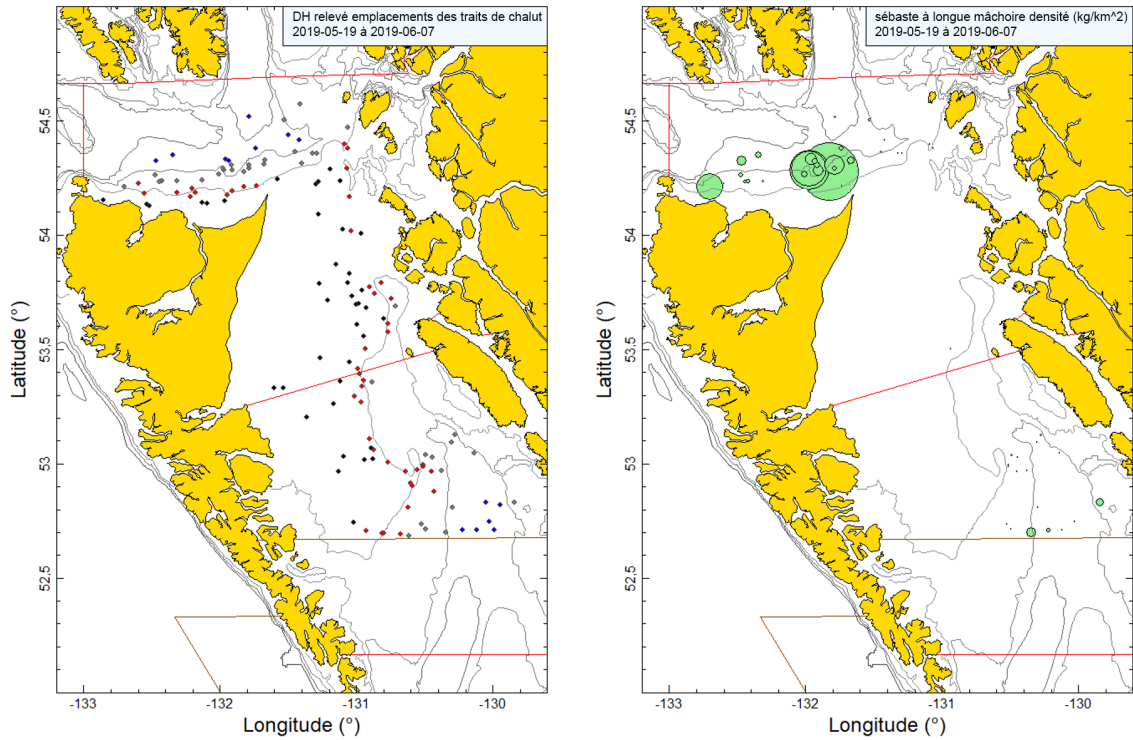 DH relevé emplacements des traits de chalut
2019-05-19 à 2019-06-07
54.5
54
53.5
53
52.5
Latitude (°)
-133
-132
-131
-130
Longitude (°)
sébaste à longue mâchoire densité (kg/km^2)
2019-05-19 à 2019-06-07
54.5
54
53.5
53
52.5
Latitude (°)
-133
-132
-131
-130
Longitude (°)